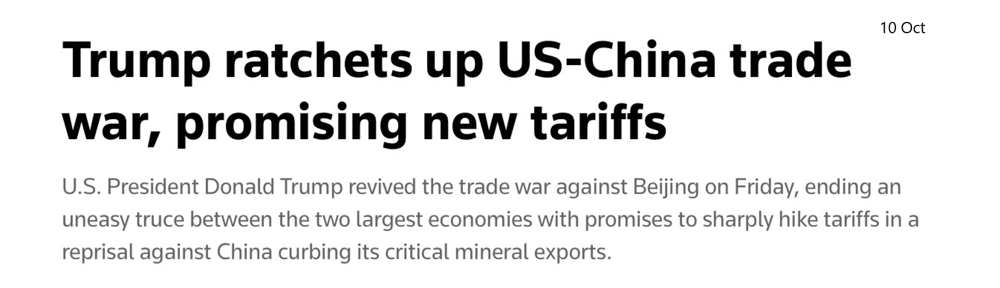 10 Oct
Trump ratchets up US-China trade
war, promising new tariffs
U.S. President Donald Trump revived the trade war against Beijing on Friday, ending an
uneasy truce between the two largest economies with promises to sharply hike tariffs in a
reprisal against China curbing its critical mineral exports.